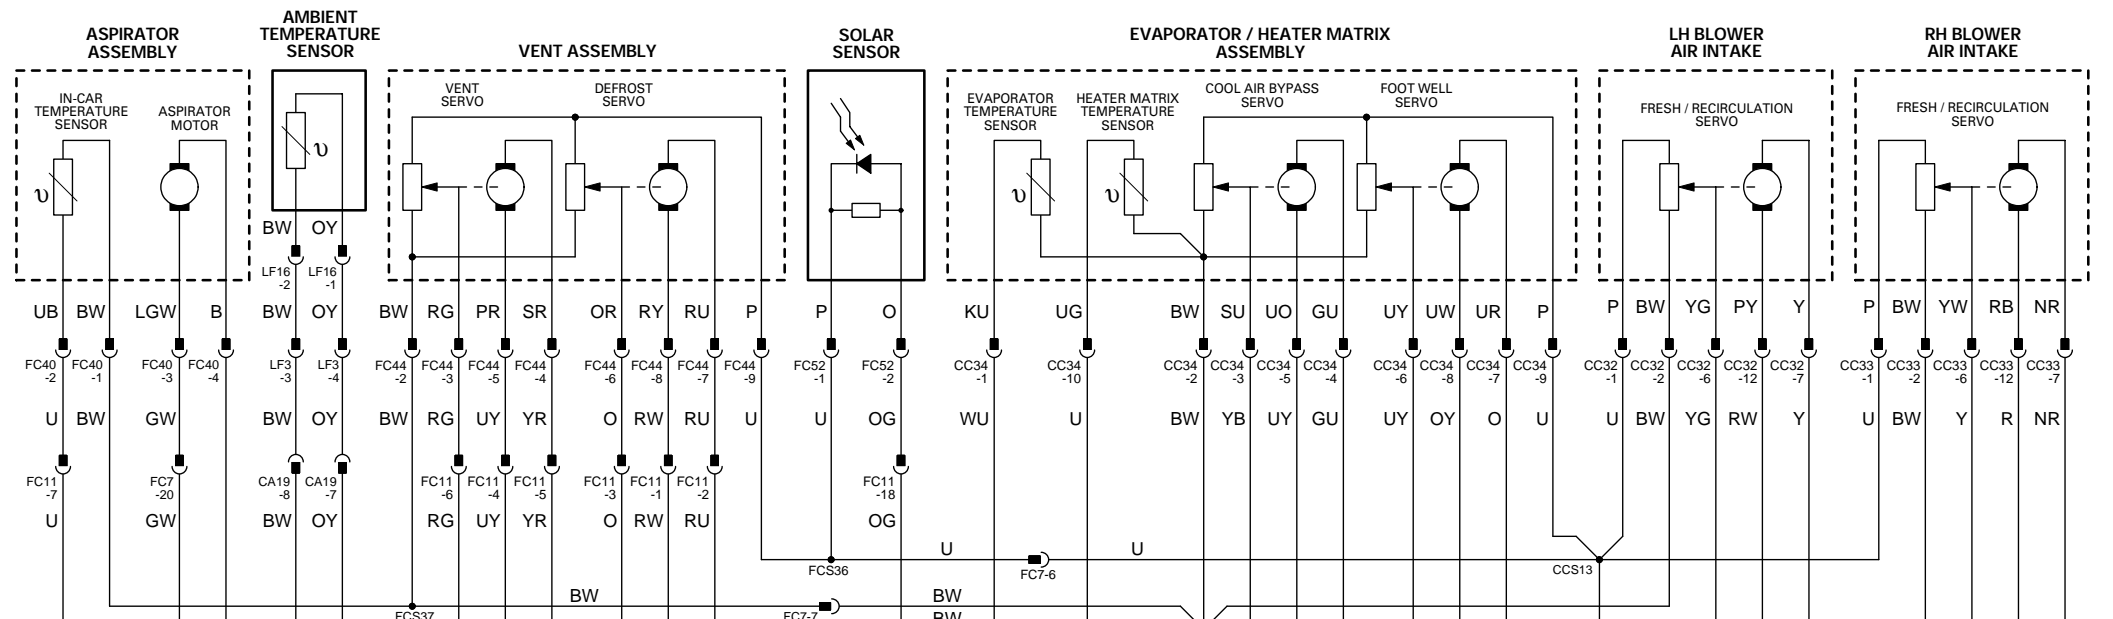 ASPIRATOR
ASSEMBLY
AMBIENT
TEMPERATURE
SENSOR
VENT ASSEMBLY
SOLAR
SENSOR
EVAPORATOR / HEATER MATRIX
ASSEMBLY
LH BLOWER
AIR INTAKE
RH BLOWER
AIR INTAKE
IN-CAR
TEMPERATURE
SENSOR
ASPIRATOR
MOTOR
VENT
SERVO
DEFROST
SERVO
EVAPORATOR
TEMPERATURE
SENSOR
HEATER MATRIX
TEMPERATURE
SENSOR
COOL AIR BYPASS
SERVO
FOOT WELL
SERVO
FRESH / RECIRCULATION
SERVO
FRESH / RECIRCULATION
SERVO
υ υ υ υ
BW OY
LF16 LF16
-2 -1
UB BW LGW B BW OY BW RG PR SR OR RY RU P P O KU UG BW SU UO GU UY UW UR P P BW YG PY Y P BW YW RB NR
FC40 FC40 FC40 FC40 LF3 LF3 FC44 FC44 FC44 FC44 FC44 FC44 FC44 FC44 FC52 FC52 CC34 CC34 CC34 CC34 CC34 CC34 CC34 CC34 CC34 CC34 CC32 CC32 CC32 CC32 CC32 CC33 CC33 CC33 CC33 CC33
-2 -1 -3 -4 -3 -4 -2 -3 -5 -4 -6 -8 -7 -9 -1 -2 -1 -10 -2 -3 -5 -4 -6 -8 -7 -9 -1 -2 -6 -12 -7 -1 -2 -6 -12 -7
U BW GW BW OY BW RG UY YR O RW RU U U OG WU U BW YB UY GU UY OY O U U BW YG RW Y U BW Y R NR
FC11 FC7 CA19 CA19 FC11 FC11 FC11 FC11 FC11 FC11 FC11
-7 -20 -8 -7 -6 -4 -5 -3 -1 -2 -18
U GW BW OY RG UY YR O RW RU OG
U U
FCS36 FC7-6 CCS13
BW BW
FCS37 FC7-7 BW